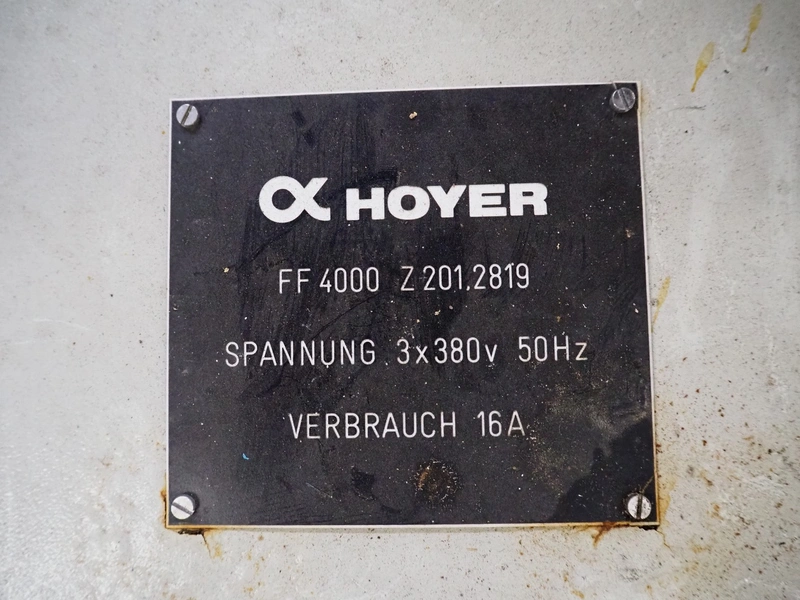 α HOYER
FF 4000 Z 201.2819
SPANNUNG 3x380v 50Hz
VERBRAUCH 16A